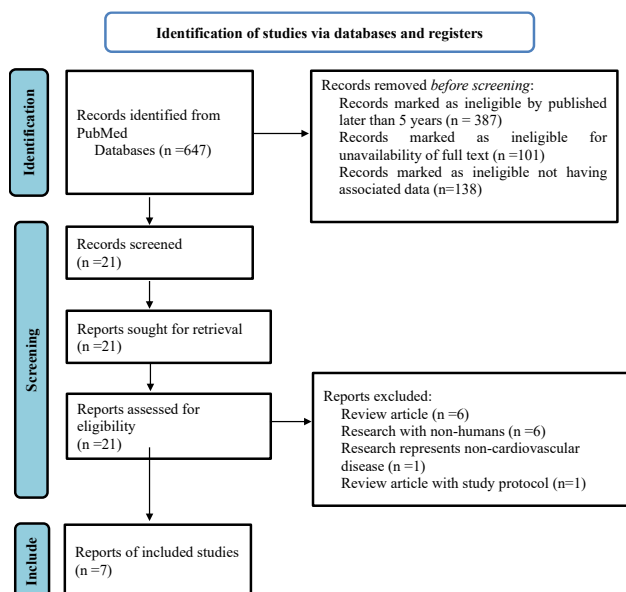 Identification of studies via databases and registers
Identification
Records identified from
PubMed
Databases (n =647)
Records removed before screening:
Records marked as ineligible by published
later than 5 years (n = 387)
Records marked as ineligible for
unavailability of full text (n =101)
Records marked as ineligible not having
associated data
(n=138)
Screening
Records screened
(n =21)
Reports sought for retrieval
(n =21)
Reports assessed for
eligibility
(n =21)
Reports excluded:
Review article (n =6)
Research with non-humans (n =6)
Research represents non-cardiovascular
disease (n =1)
Review article with study protocol (n=1)
Include
Reports of included studies
(n =7)